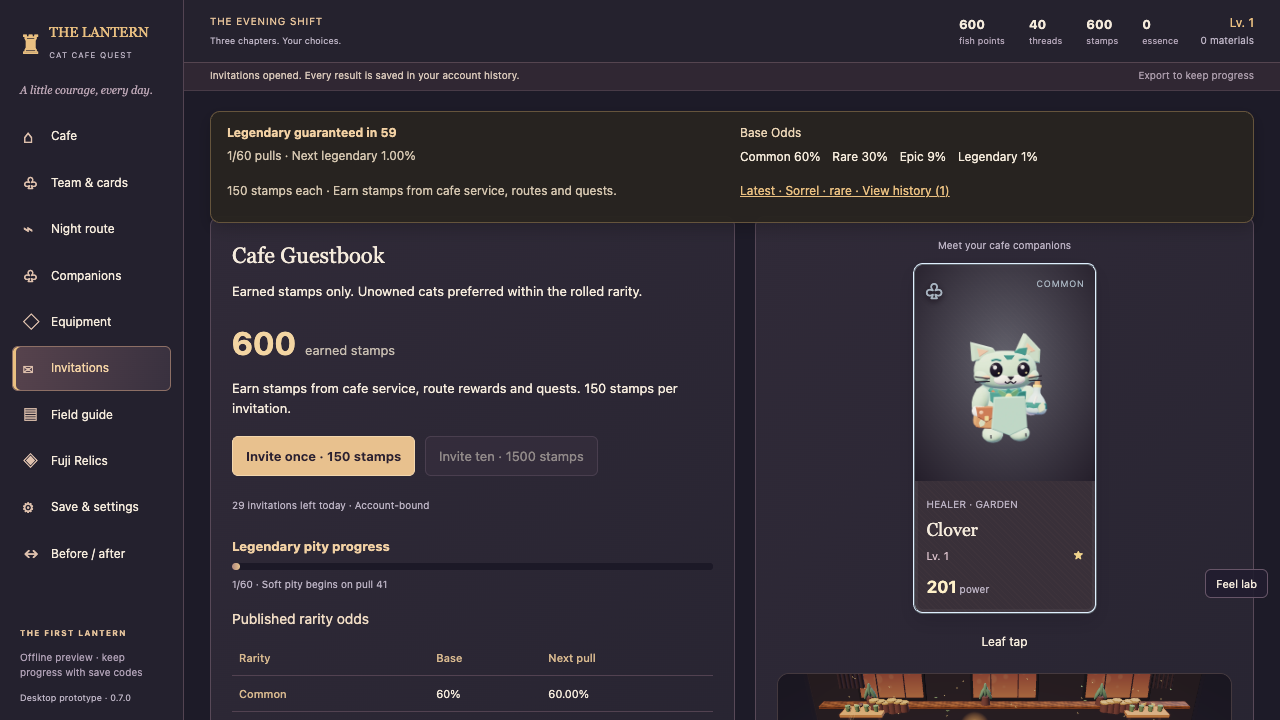 THE LANTERN
CAT CAFE QUEST
A little courage, every day.
Cafe
Team & cards
Night route
Companions
Equipment
Invitations
Field guide
Fuji Relics
Save & settings
Before / after
THE FIRST LANTERN
Offline preview · keep
progress with save codes
Desktop prototype · 0.7.0
THE EVENING SHIFT
Three chapters. Your choices.
600
fish points
40
threads
600
stamps
0
essence
Lv. 1
0 materials
Invitations opened. Every result is saved in your account history.
Export to keep progress
Legendary guaranteed in 59
1/60 pulls · Next legendary 1.00%
150 stamps each · Earn stamps from cafe service, routes and quests.
Base Odds
Common 60% Rare 30% Epic 9% Legendary 1%
Latest · Sorrel · rare · View history (1)
Cafe Guestbook
Earned stamps only. Unowned cats preferred within the rolled rarity.
600 earned stamps
Earn stamps from cafe service, route rewards and quests. 150 stamps per
invitation.
Invite once · 150 stamps
Invite ten · 1500 stamps
29 invitations left today · Account-bound
Legendary pity progress
1/60 · Soft pity begins on pull 41
Published rarity odds
Rarity Base Next pull
Common 60% 60.00%
Meet your cafe companions
COMMON
HEALER · GARDEN
Clover
Lv. 1
201 power
Leaf tap
Feel lab